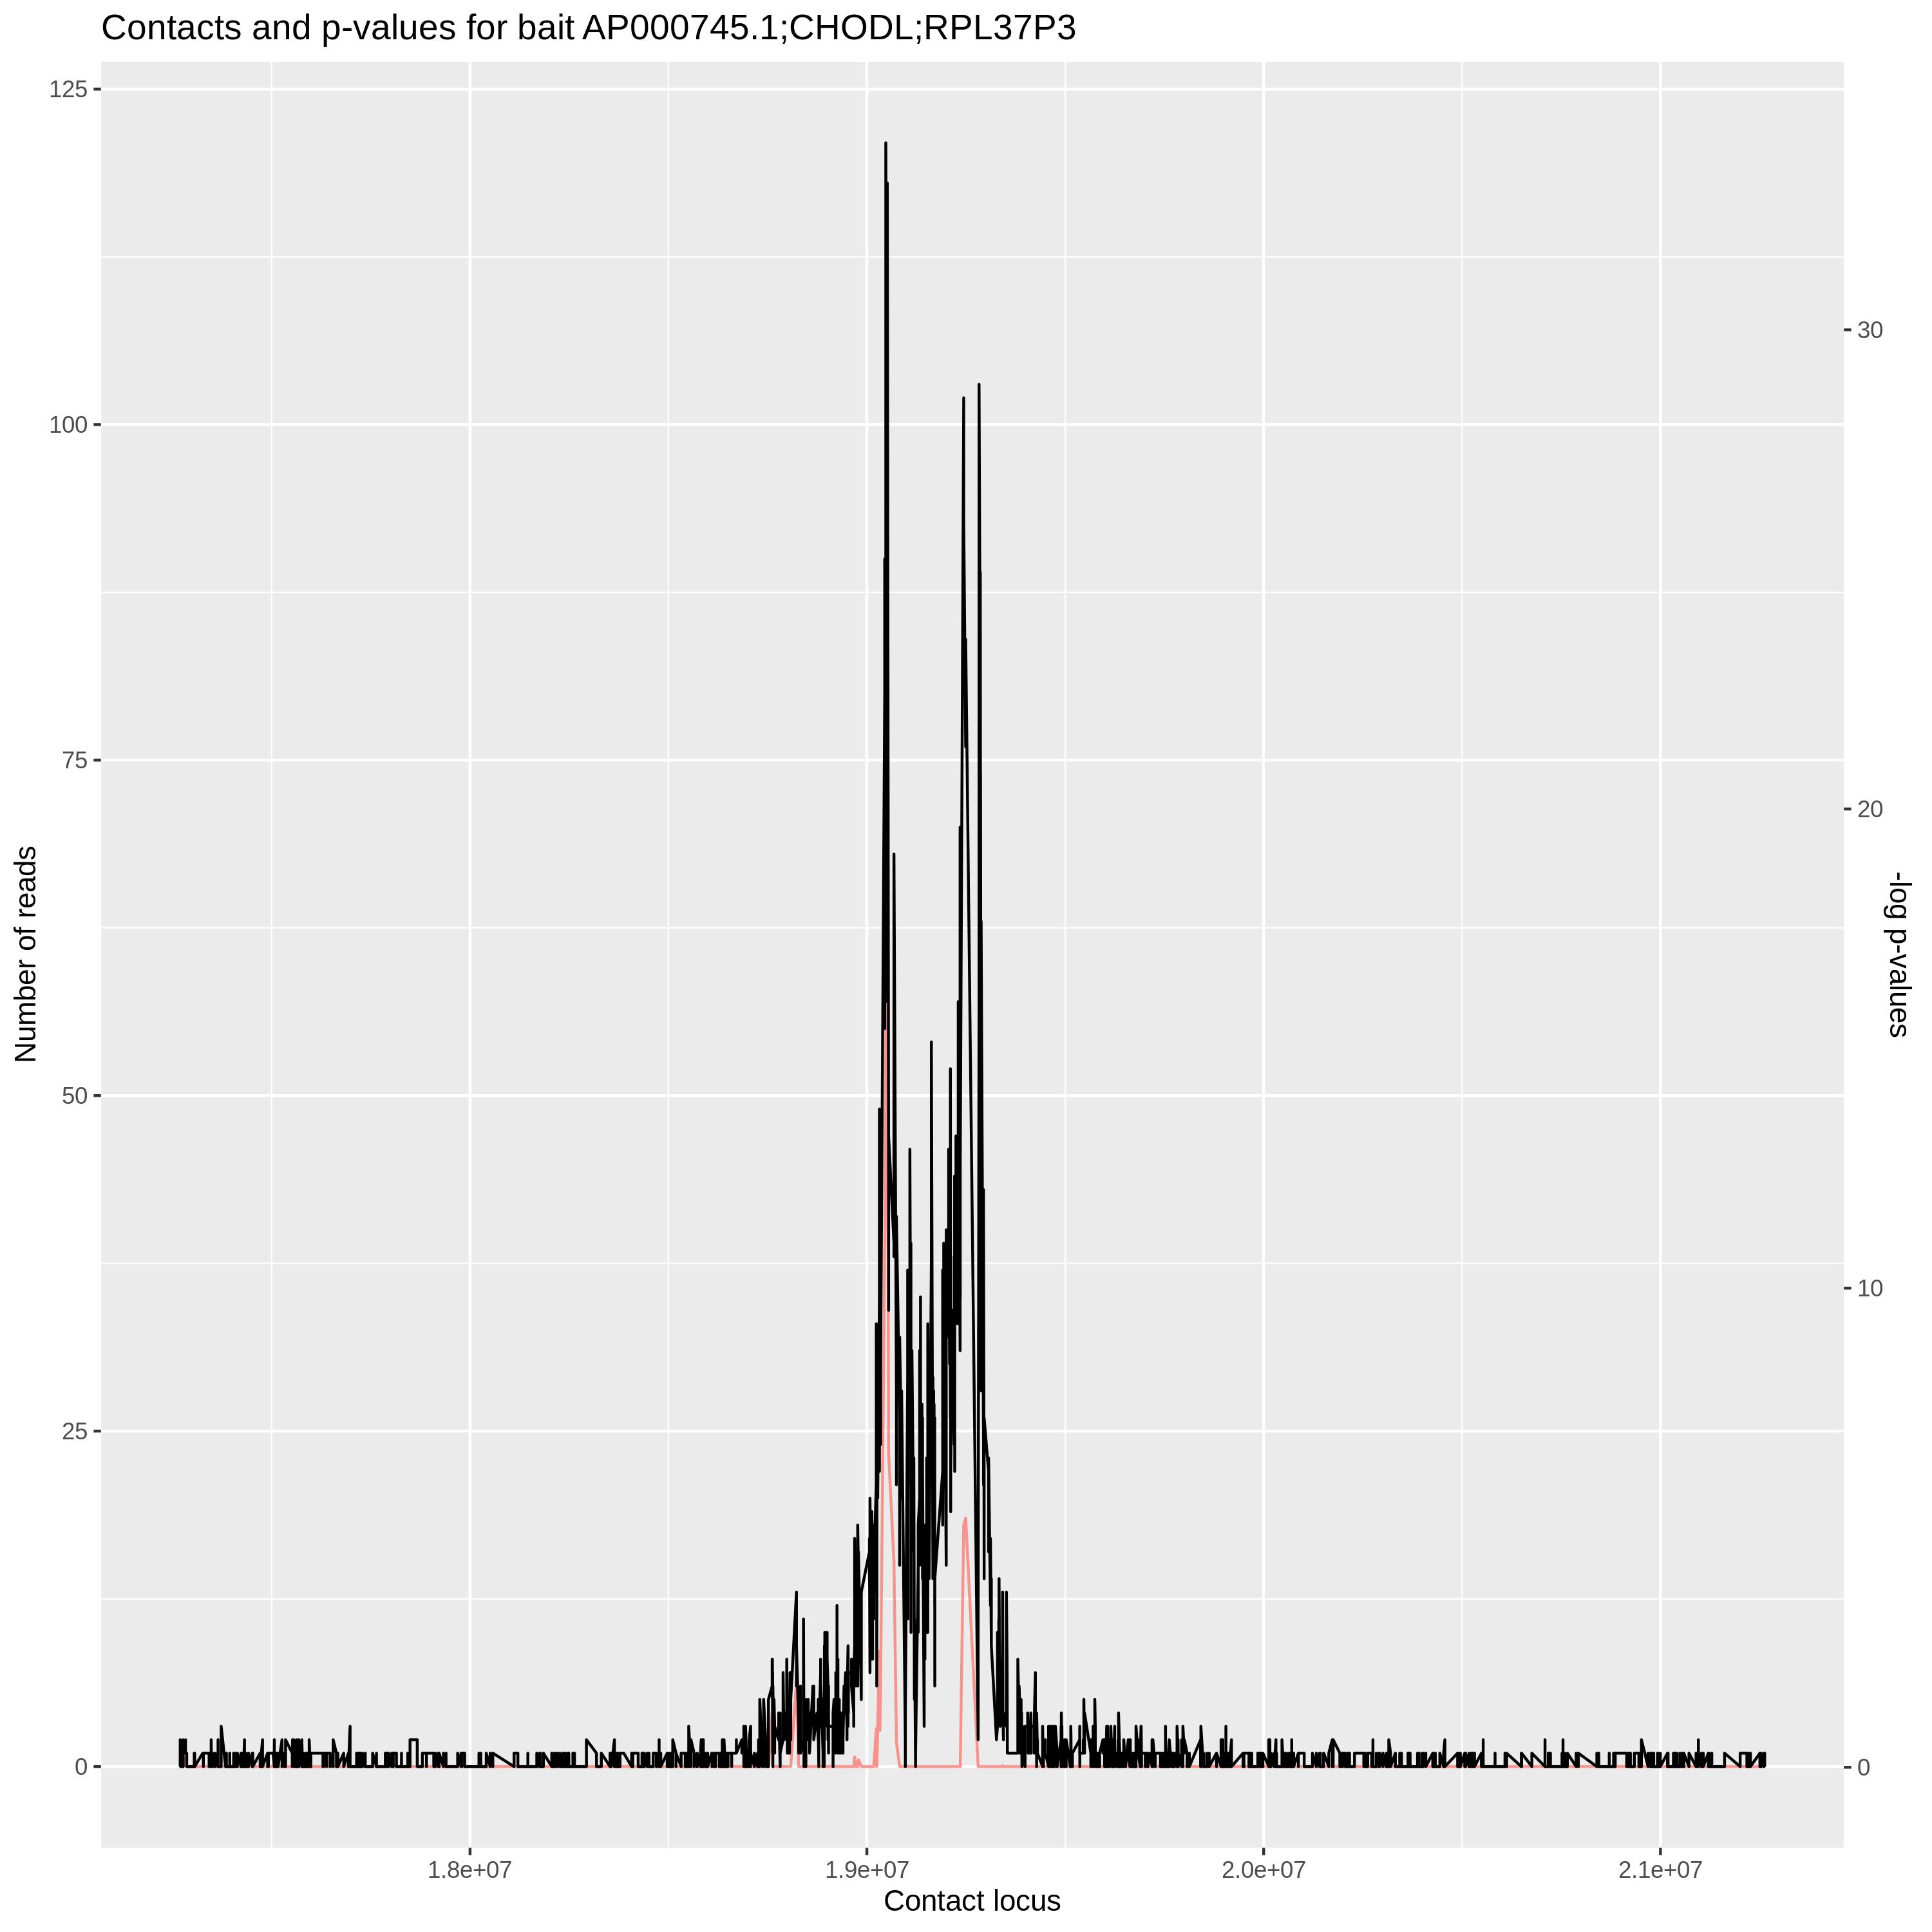 Contacts and p-values for bait AP000745.1;CHODL;RPL37P3
125
100
75
50
25
0
Number of reads
30
20
10
0
-log p-values
1.8e+07
1.9e+07
2.0e+07
2.1e+07
Contact locus